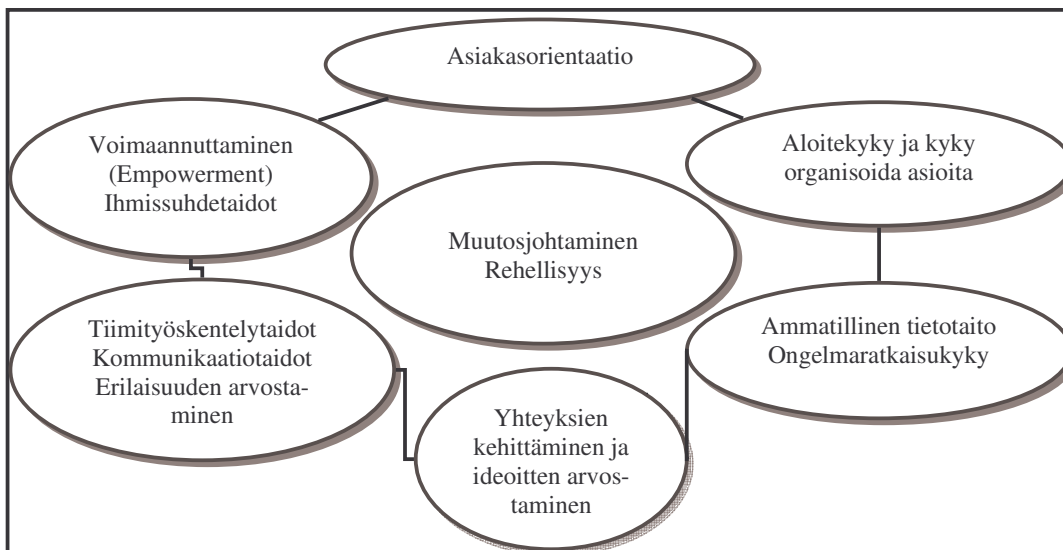 Asiakasorientaatio
Voimaannuttaminen
(Empowerment)
Ihmissuhdetaidot
Aloitekyky ja kyky
organisoida asioita
Muutosjohtaminen
Rehellisyys
Tiimityöskentelytaidot
Kommunikaatiotaidot
Erilaisuuden arvosta-
minen
Ammatillinen tietotaito
Ongelmaratkaisukyky
Yhteyksien
kehittäminen ja
ideoitten arvos-
taminen